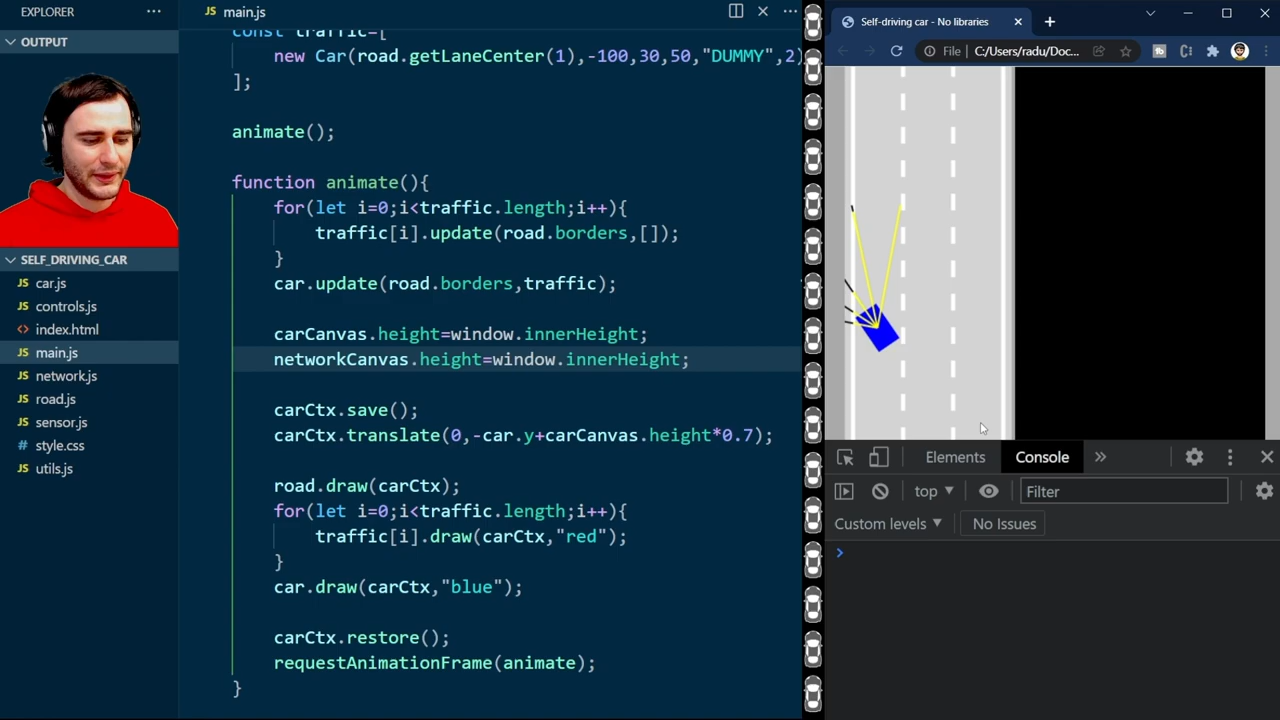 EXPLORER
OUTPUT
SELF_DRIVING_CAR
car.js
controls.js
index.html
main.js
network.js
road.js
sensor.js
style.css
utils.js
JS main.js
const traffic=[
new Car(road.getLaneCenter(1),-100,30,50,"DUMMY",2)
];
animate();
function animate(){
for(let i=0;i<traffic.length;i++){
traffic[i].update(road.borders,[]);
}
car.update(road.borders,traffic);
carCanvas.height=window.innerHeight;
networkCanvas.height=window.innerHeight;
carCtx.save();
carCtx.translate(0,-car.y+carCanvas.height*0.7);
road.draw(carCtx);
for(let i=0;i<traffic.length;i++){
traffic[i].draw(carCtx,"red");
}
car.draw(carCtx,"blue");
carCtx.restore();
requestAnimationFrame(animate);
}
Self-driving car - No libraries
File | C:/Users/radu/Doc...
Elements Console
top Filter
Custom levels No Issues